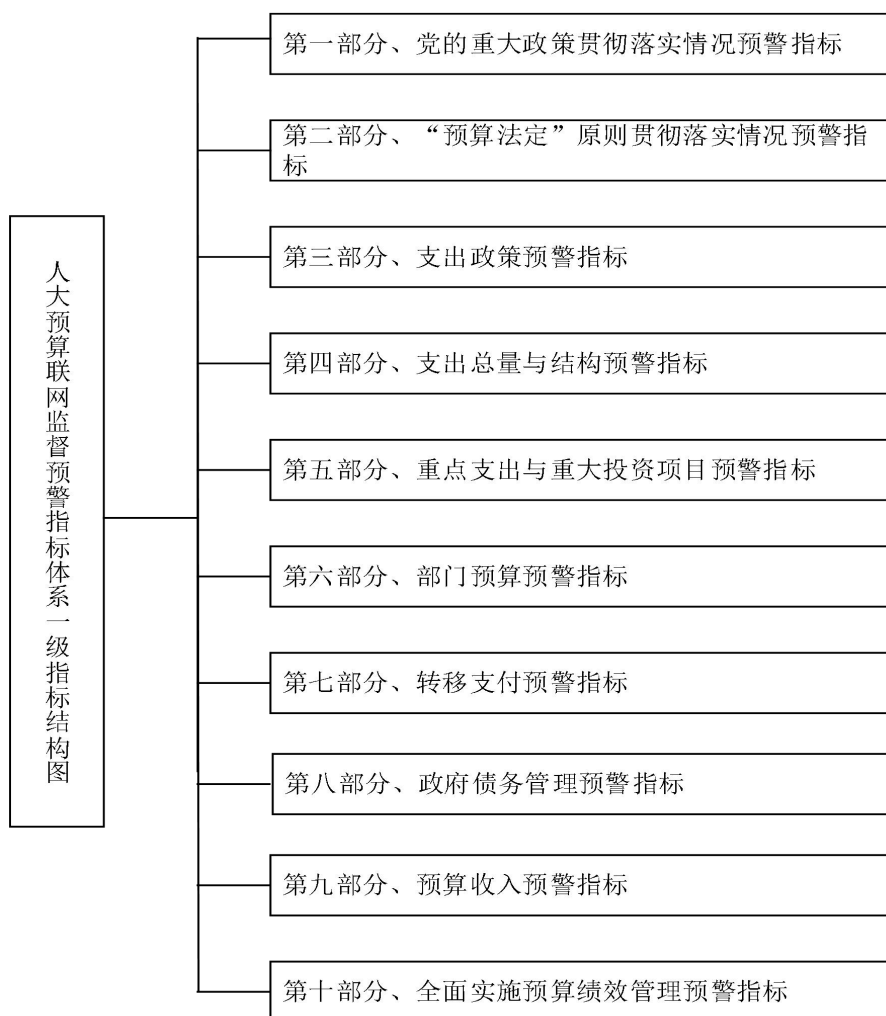 人大预算联网监督预警指标体系一级指标结构图
第一部分、党的重大政策贯彻落实情况预警指标
第二部分、“预算法定”原则贯彻落实情况预警指
标
第三部分、支出政策预警指标
第四部分、支出总量与结构预警指标
第五部分、重点支出与重大投资项目预警指标
第六部分、部门预算预警指标
第七部分、转移支付预警指标
第八部分、政府债务管理预警指标
第九部分、预算收入预警指标
第十部分、全面实施预算绩效管理预警指标